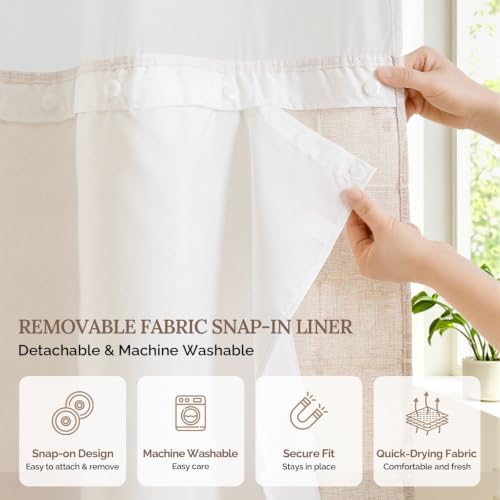 REMOVABLE FABRIC SNAP-IN LINER
Detachable & Machine Washable
Snap-on Design
Easy to attach & remove
Machine Washable
Easy care
Secure Fit
Stays in place
Quick-Drying Fabric
Comfortable and fresh